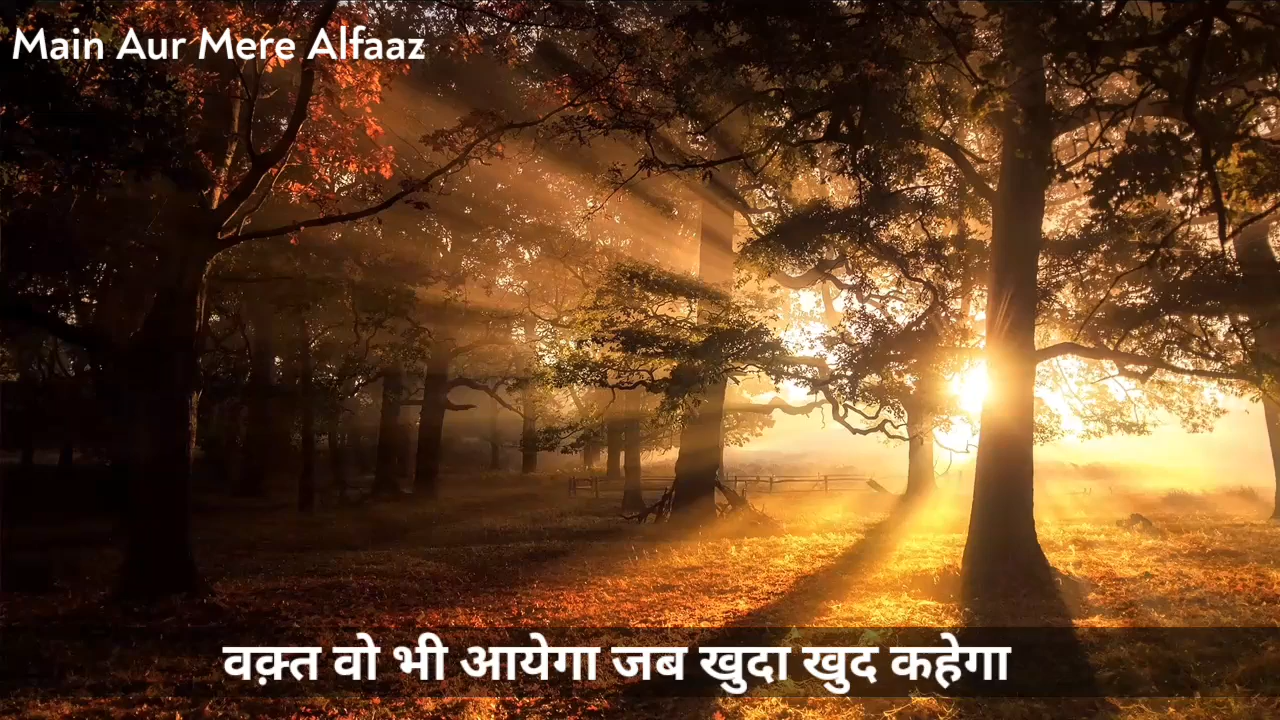 Main Aur Mere Alfaaz
वक़्त वो भी आयेगा जब खुदा खुद कहेगा